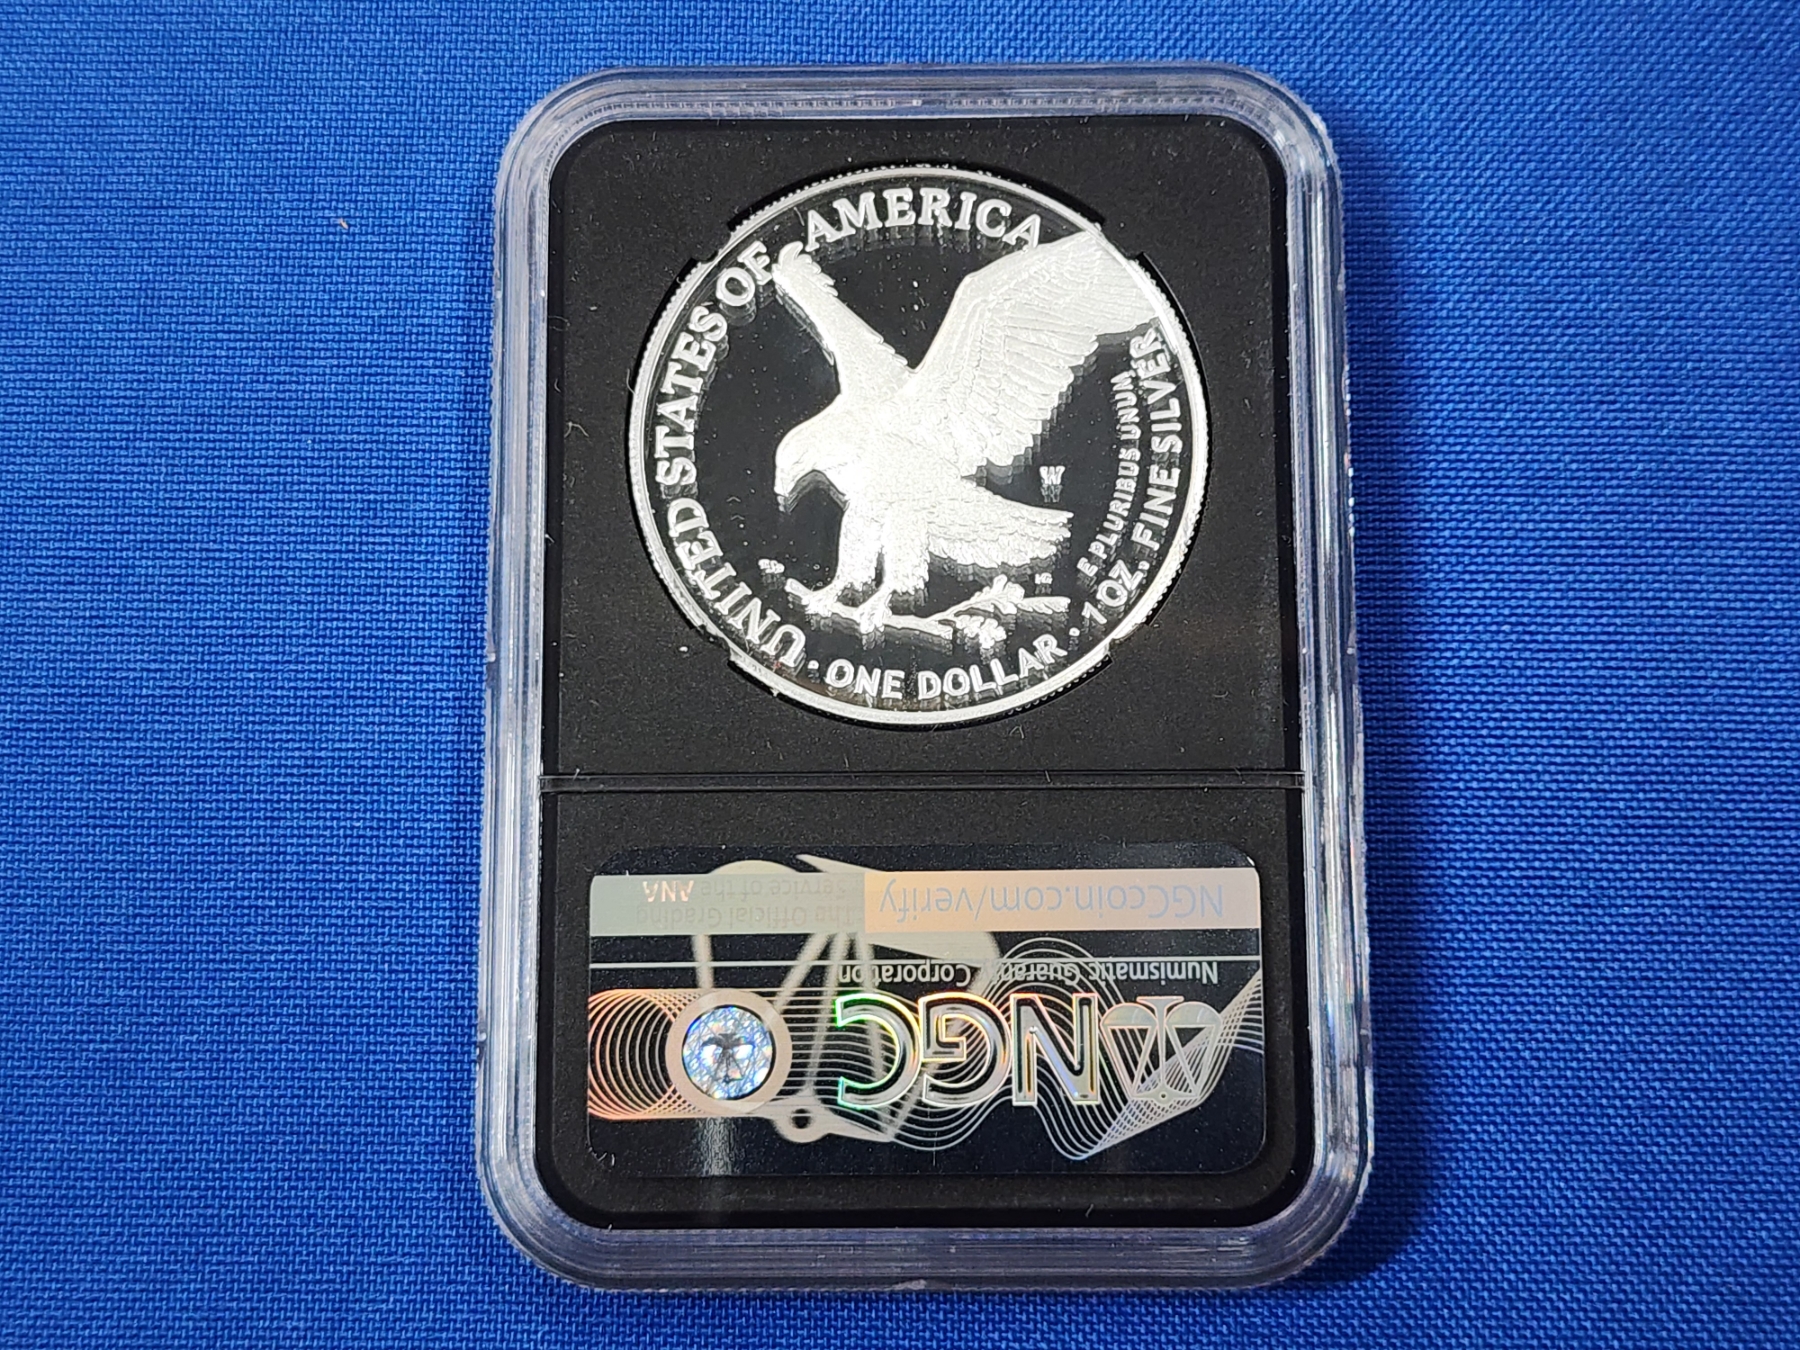 UNITED STATES OF AMERICA
W
E PLURIBUS UNUM
1 OZ. FINE SILVER
· ONE DOLLAR ·
NGC
Numismatic Guaranty Corporation
NGCcoin.com/verify
The Official Grading
Service of the ANA